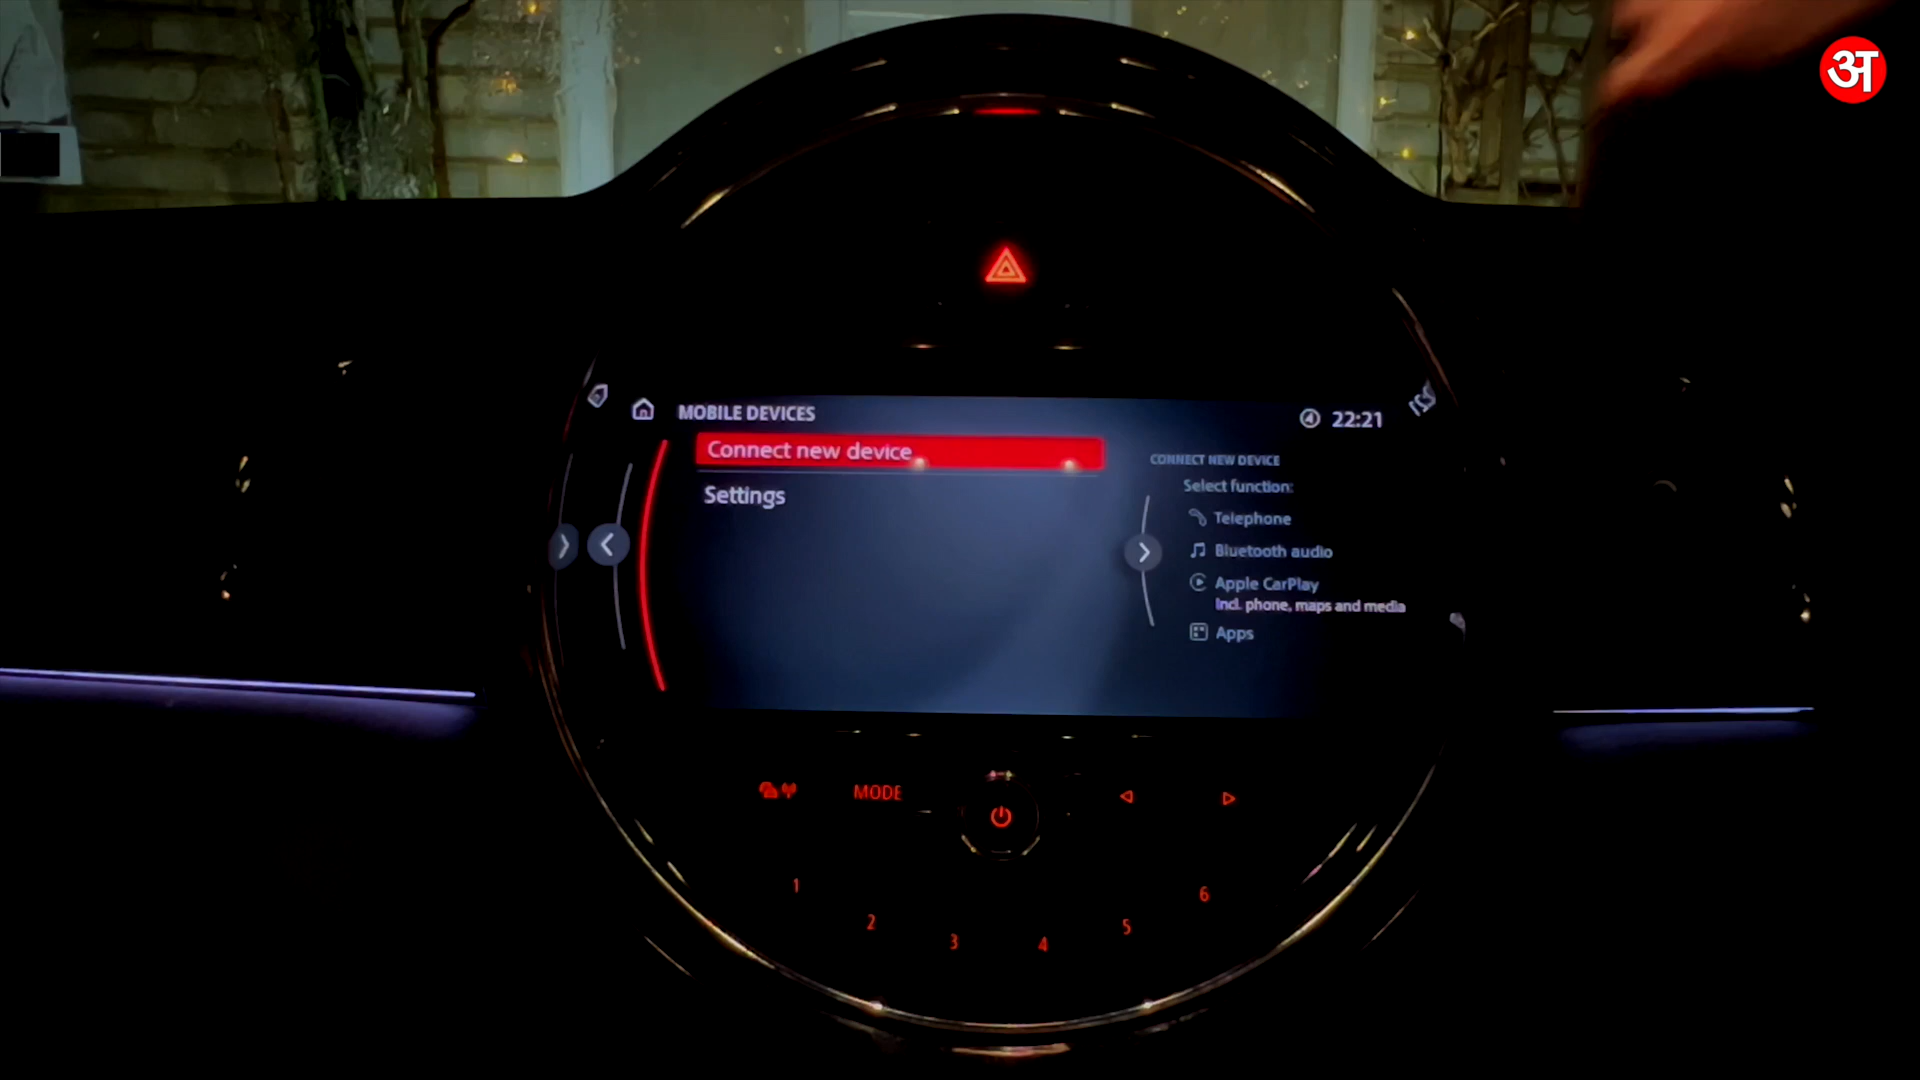 अ
MOBILE DEVICES
22:21
Connect new device
Settings
CONNECT NEW DEVICE
Select function:
Telephone
Bluetooth audio
Apple CarPlay
Incl. phone, maps and media
Apps
MODE
1
2
3
4
5
6